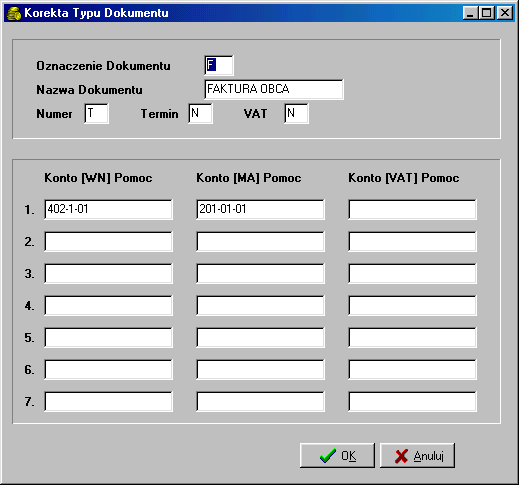 Korekta Typu Dokumentu
Oznaczenie Dokumentu F
Nazwa Dokumentu FAKTURA OBCA
Numer T Termin N VAT N
Konto [WN] Pomoc Konto [MA] Pomoc Konto [VAT] Pomoc
1. 402-1-01 201-01-01
2.
3.
4.
5.
6.
7.
OK Anuluj